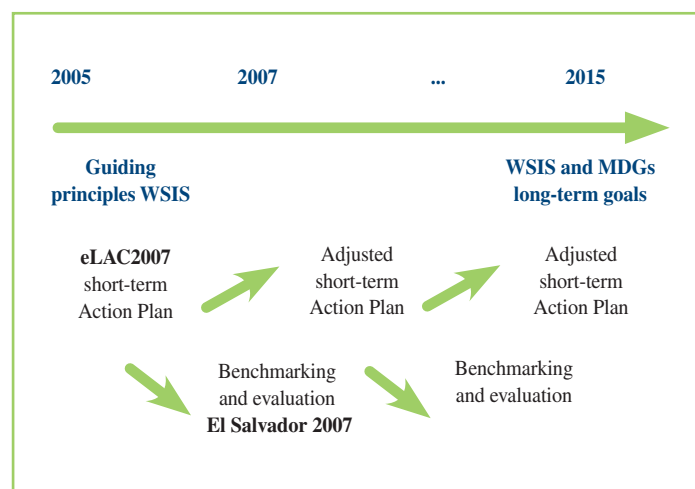 2005 2007 ... 2015
Guiding
principles WSIS
WSIS and MDGs
long-term goals
eLAC2007
short-term
Action Plan
Adjusted
short-term
Action Plan
Adjusted
short-term
Action Plan
Benchmarking
and evaluation
El Salvador 2007
Benchmarking
and evaluation